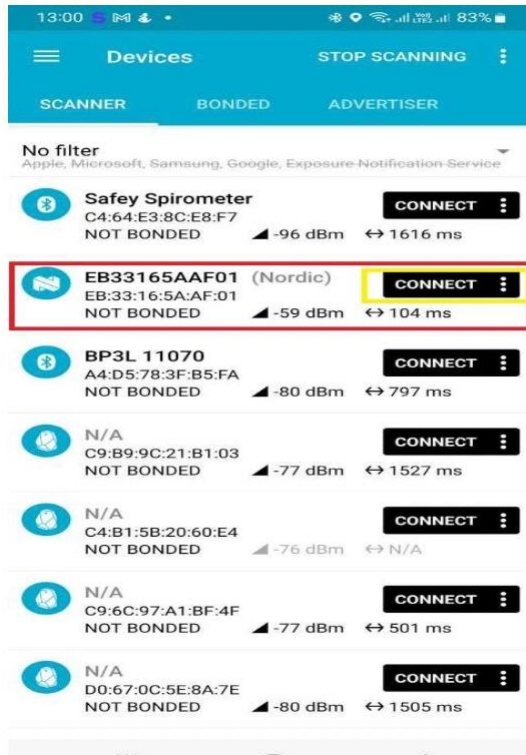 13:00 S M 83%
Devices STOP SCANNING
SCANNER BONDED ADVERTISER
No filter
Apple, Microsoft, Samsung, Google, Exposure Notification Service
Safey Spirometer CONNECT
C4:64:E3:8C:E8:F7
NOT BONDED -96 dBm ↔ 1616 ms
EB33165AAF01 (Nordic) CONNECT
EB:33:16:5A:AF:01
NOT BONDED -59 dBm ↔ 104 ms
BP3L 11070 CONNECT
A4:D5:78:3F:B5:FA
NOT BONDED -80 dBm ↔ 797 ms
N/A CONNECT
C9:B9:9C:21:B1:03
NOT BONDED -77 dBm ↔ 1527 ms
N/A CONNECT
C4:B1:5B:20:60:E4
NOT BONDED -76 dBm ↔ N/A
N/A CONNECT
C9:6C:97:A1:BF:4F
NOT BONDED -77 dBm ↔ 501 ms
N/A CONNECT
D0:67:0C:5E:8A:7E
NOT BONDED -80 dBm ↔ 1505 ms